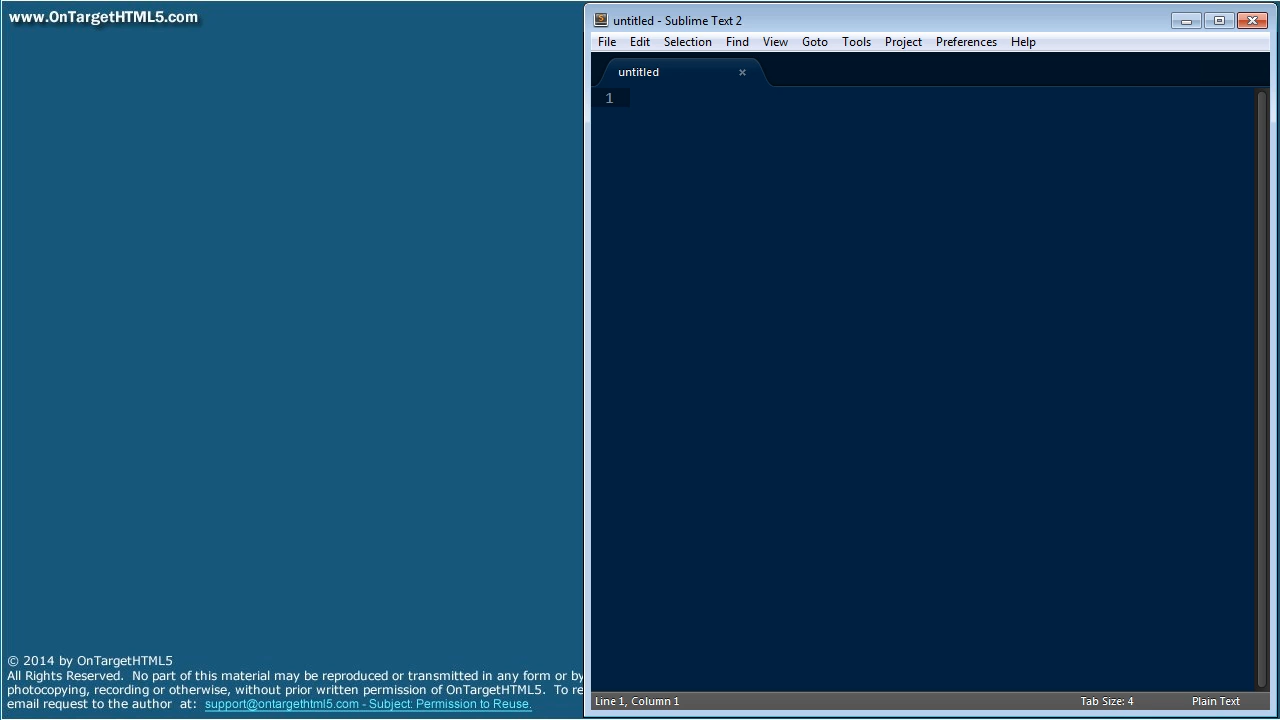 www.OnTargetHTML5.com
untitled - Sublime Text 2
File Edit Selection Find View Goto Tools Project Preferences Help
untitled
1
© 2014 by OnTargetHTML5
All Rights Reserved. No part of this material may be reproduced or transmitted in any form or by
photocopying, recording or otherwise, without prior written permission of OnTargetHTML5. To re
email request to the author at: support@ontargethtml5.com - Subject: Permission to Reuse.
Line 1, Column 1 Tab Size: 4 Plain Text